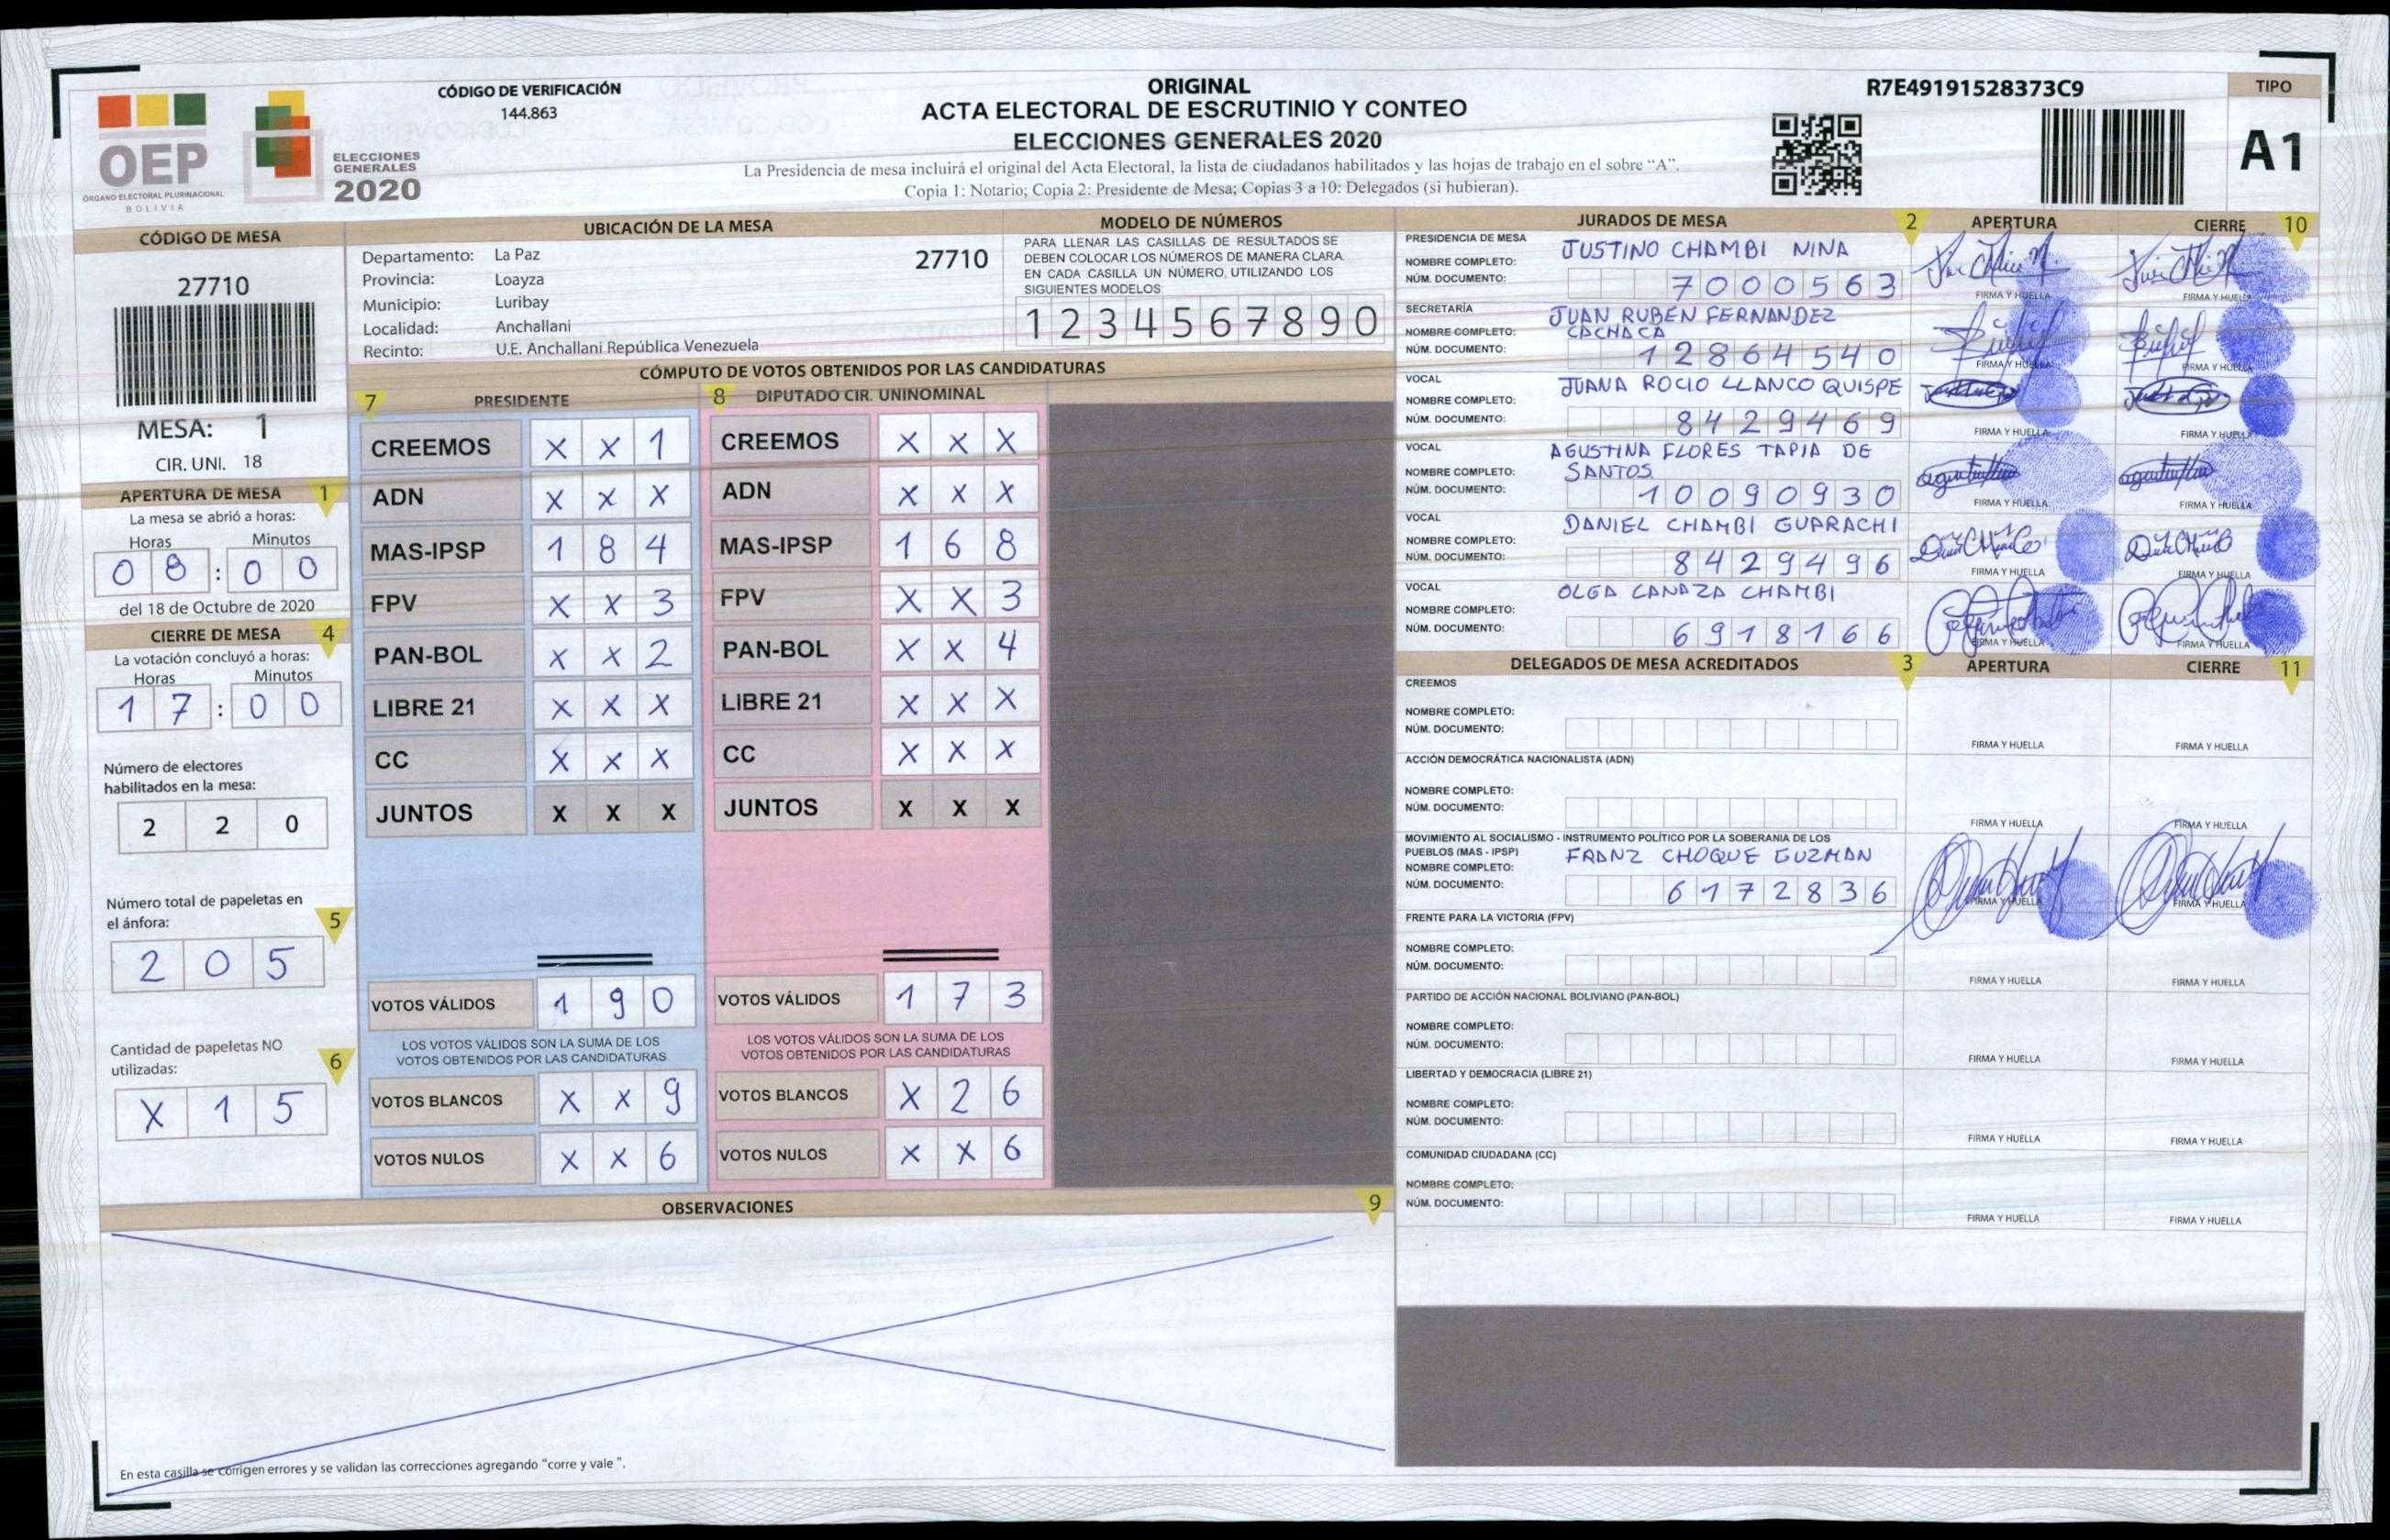 CÓDIGO DE VERIFICACIÓN
144.863
ORIGINAL
ACTA ELECTORAL DE ESCRUTINIO Y CONTEO
ELECCIONES GENERALES 2020
La Presidencia de mesa incluirá el original del Acta Electoral, la lista de ciudadanos habilitados y las hojas de trabajo en el sobre "A".
Copia 1: Notario; Copia 2: Presidente de Mesa; Copias 3 a 10: Delegados (si hubieran).
R7E49191528373C9
TIPO
A1
OEP
ÓRGANO ELECTORAL PLURINACIONAL
BOLIVIA
ELECCIONES
GENERALES
2020
CÓDIGO DE MESA
27710
MESA: 1
CIR. UNI. 18
APERTURA DE MESA 1
La mesa se abrió a horas:
Horas Minutos
0 8 : 0 0
del 18 de Octubre de 2020
CIERRE DE MESA 4
La votación concluyó a horas:
Horas Minutos
1 7 : 0 0
Número de electores
habilitados en la mesa:
2 2 0
Número total de papeletas en
el ánfora: 5
2 0 5
Cantidad de papeletas NO
utilizadas: 6
X 1 5
UBICACIÓN DE LA MESA
Departamento: La Paz 27710
Provincia: Loayza
Municipio: Luribay
Localidad: Anchallani
Recinto: U.E. Anchallani República Venezuela
MODELO DE NÚMEROS
PARA LLENAR LAS CASILLAS DE RESULTADOS SE
DEBEN COLOCAR LOS NÚMEROS DE MANERA CLARA.
EN CADA CASILLA UN NÚMERO, UTILIZANDO LOS
SIGUIENTES MODELOS:
1 2 3 4 5 6 7 8 9 0
CÓMPUTO DE VOTOS OBTENIDOS POR LAS CANDIDATURAS
7 PRESIDENTE
CREEMOS X X 1
ADN X X X
MAS-IPSP 1 8 4
FPV X X 3
PAN-BOL X X 2
LIBRE 21 X X X
CC X X X
JUNTOS X X X
VOTOS VÁLIDOS 1 9 0
LOS VOTOS VÁLIDOS SON LA SUMA DE LOS
VOTOS OBTENIDOS POR LAS CANDIDATURAS
VOTOS BLANCOS X X 9
VOTOS NULOS X X 6
8 DIPUTADO CIR. UNINOMINAL
CREEMOS X X X
ADN X X X
MAS-IPSP 1 6 8
FPV X X 3
PAN-BOL X X 4
LIBRE 21 X X X
CC X X X
JUNTOS X X X
VOTOS VÁLIDOS 1 7 3
LOS VOTOS VÁLIDOS SON LA SUMA DE LOS
VOTOS OBTENIDOS POR LAS CANDIDATURAS
VOTOS BLANCOS X 2 6
VOTOS NULOS X X 6
OBSERVACIONES 9
En esta casilla se corrigen errores y se validan las correcciones agregando "corre y vale ".
JURADOS DE MESA 2 APERTURA CIERRE 10
PRESIDENCIA DE MESA
NOMBRE COMPLETO: JUSTINO CHAMBI NINA
NÚM. DOCUMENTO: 7000563
FIRMA Y HUELLA FIRMA Y HUELLA
SECRETARÍA
NOMBRE COMPLETO: JUAN RUBEN FERNANDEZ
CACHACA
NÚM. DOCUMENTO: 12864540
FIRMA Y HUELLA FIRMA Y HUELLA
VOCAL
NOMBRE COMPLETO: JUANA ROCIO LLANCO QUISPE
NÚM. DOCUMENTO: 8429469
FIRMA Y HUELLA FIRMA Y HUELLA
VOCAL
NOMBRE COMPLETO: AGUSTINA FLORES TAPIA DE
SANTOS
NÚM. DOCUMENTO: 10090930
FIRMA Y HUELLA FIRMA Y HUELLA
VOCAL
NOMBRE COMPLETO: DANIEL CHAMBI GUARACHI
NÚM. DOCUMENTO: 8429496
FIRMA Y HUELLA FIRMA Y HUELLA
VOCAL
NOMBRE COMPLETO: OLGA CANAZA CHAMBI
NÚM. DOCUMENTO: 6918166
FIRMA Y HUELLA FIRMA Y HUELLA
DELEGADOS DE MESA ACREDITADOS 3 APERTURA CIERRE 11
CREEMOS
NOMBRE COMPLETO:
NÚM. DOCUMENTO:
FIRMA Y HUELLA FIRMA Y HUELLA
ACCIÓN DEMOCRÁTICA NACIONALISTA (ADN)
NOMBRE COMPLETO:
NÚM. DOCUMENTO:
FIRMA Y HUELLA FIRMA Y HUELLA
MOVIMIENTO AL SOCIALISMO - INSTRUMENTO POLÍTICO POR LA SOBERANIA DE LOS
PUEBLOS (MAS - IPSP)
NOMBRE COMPLETO: FRANZ CHOQUE GUZMAN
NÚM. DOCUMENTO: 6172836
FIRMA Y HUELLA FIRMA Y HUELLA
FRENTE PARA LA VICTORIA (FPV)
NOMBRE COMPLETO:
NÚM. DOCUMENTO:
FIRMA Y HUELLA FIRMA Y HUELLA
PARTIDO DE ACCIÓN NACIONAL BOLIVIANO (PAN-BOL)
NOMBRE COMPLETO:
NÚM. DOCUMENTO:
FIRMA Y HUELLA FIRMA Y HUELLA
LIBERTAD Y DEMOCRACIA (LIBRE 21)
NOMBRE COMPLETO:
NÚM. DOCUMENTO:
FIRMA Y HUELLA FIRMA Y HUELLA
COMUNIDAD CIUDADANA (CC)
NOMBRE COMPLETO:
NÚM. DOCUMENTO:
FIRMA Y HUELLA FIRMA Y HUELLA